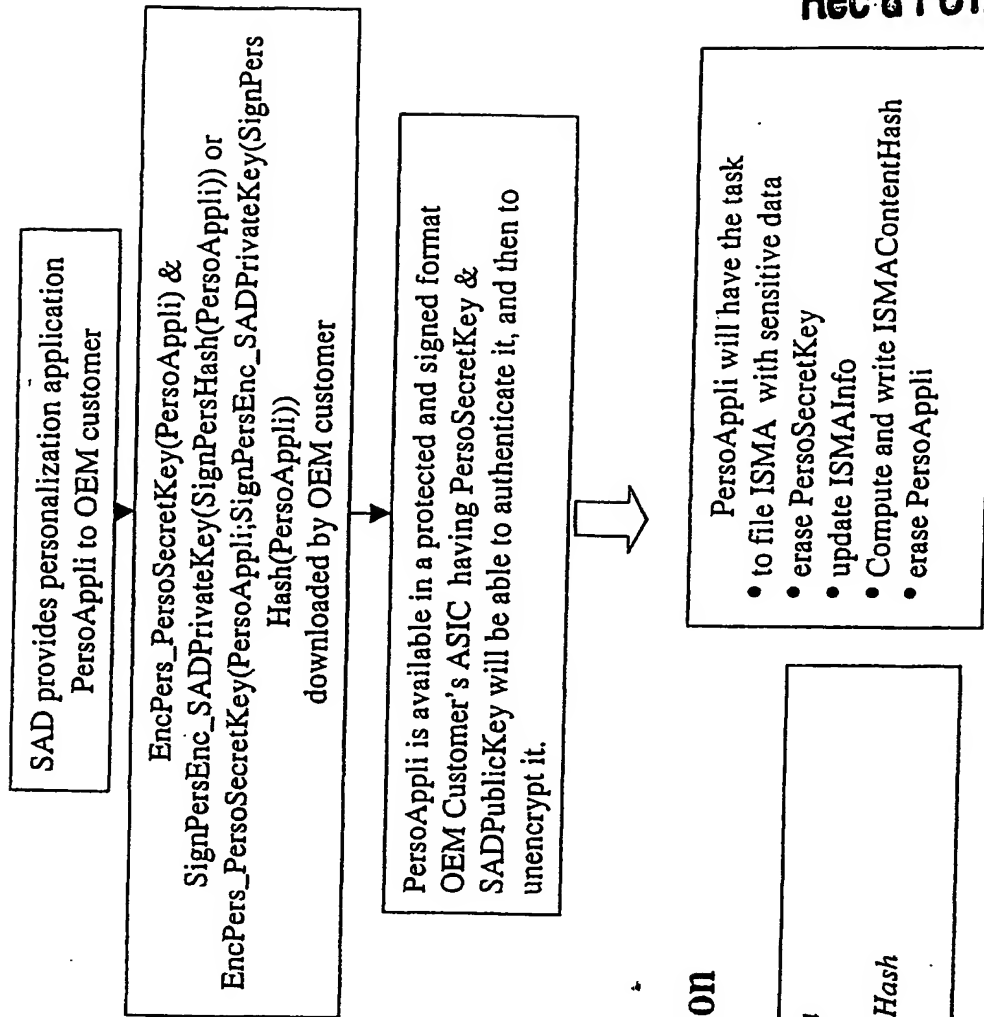 SAD provides personalization application
PersoAppli to OEM customer
EncPers_PersoSecretKey(PersoAppli) &
SignPersEnc_SADPrivateKey(SignPersHash(PersoAppli)) or
EncPers_PersoSecretKey(PersoAppli;SignPersEnc_SADPrivateKey(SignPers
Hash(PersoAppli))
downloaded by OEM customer
PersoAppli is available in a protected and signed format
OEM Customer's ASIC having PersoSecretKey &
SADPublicKey will be able to authenticate it, and then to
unencrypt it.
PersoAppli will have the task
• to file ISMA with sensitive data
• erase PersoSecretKey
• update ISMAInfo
• Compute and write ISMAContentHash
• erase PersoAppli
on
Hash